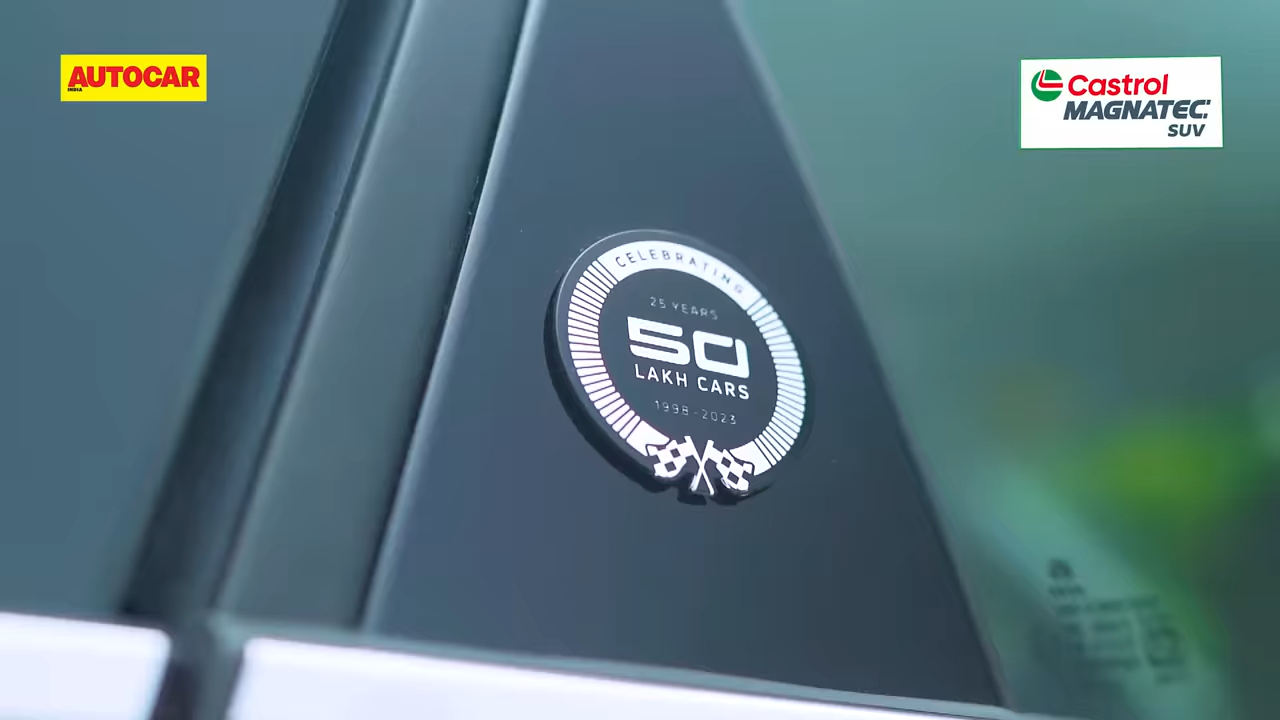 AUTOCAR
INDIA
Castrol
MAGNATEC
SUV
CELEBRATING
25 YEARS
50
LAKH CARS
1998-2023